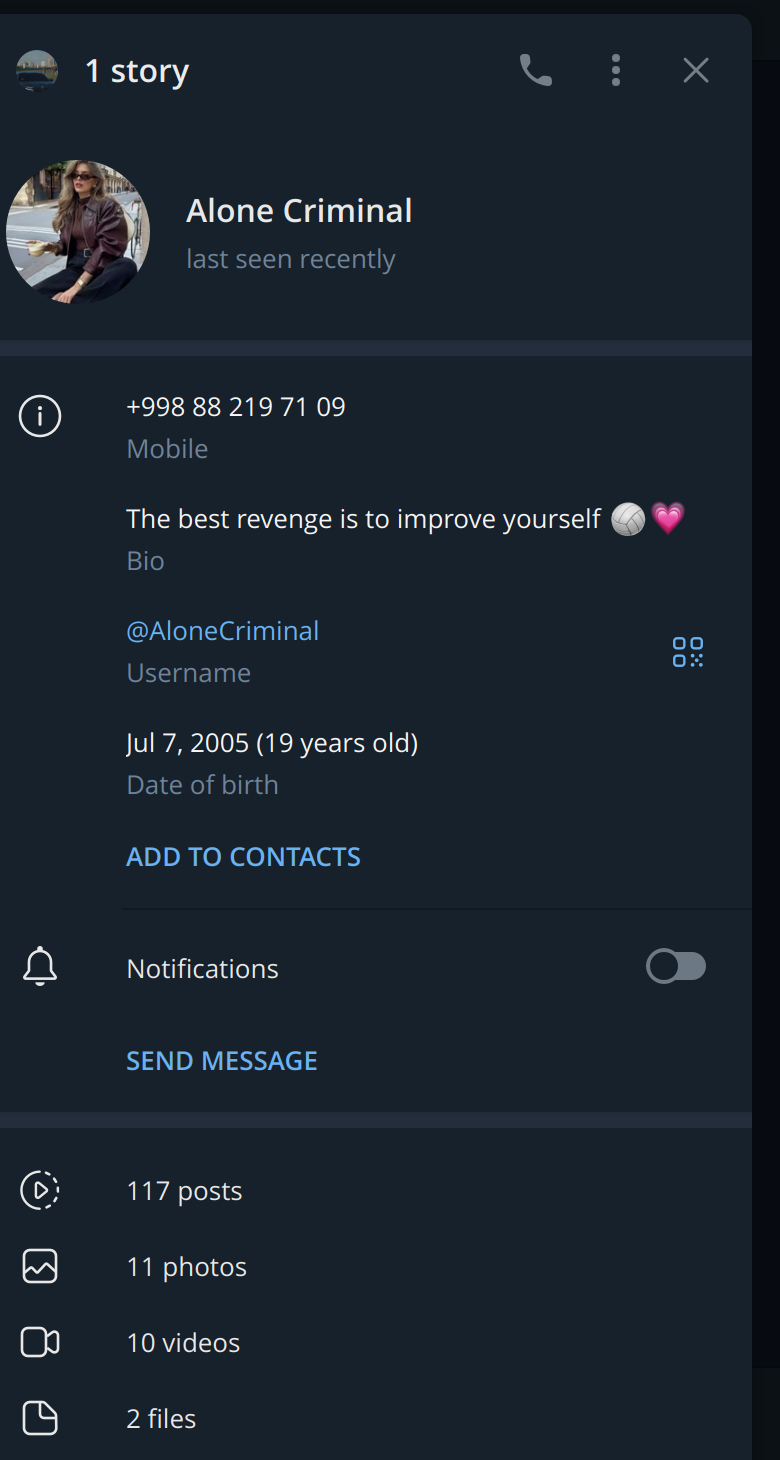 1 story
Alone Criminal
last seen recently
+998 88 219 71 09
Mobile
The best revenge is to improve yourself 🏐💗
Bio
@AloneCriminal
Username
Jul 7, 2005 (19 years old)
Date of birth
ADD TO CONTACTS
Notifications
SEND MESSAGE
117 posts
11 photos
10 videos
2 files